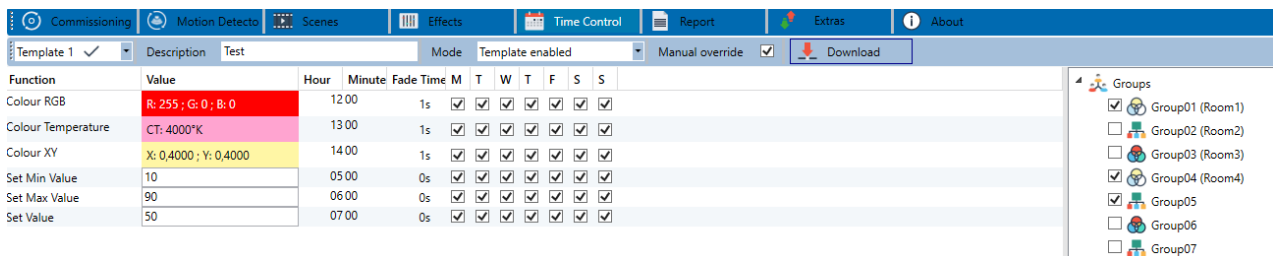 Commissioning Motion Detecto Scenes Effects Time Control Report Extras About
Template 1 Description Test Mode Template enabled Manual override Download
Function Value Hour Minute Fade Time M T W T F S S
Colour RGB R: 255 ; G: 0 ; B: 0 12 00 1s
Colour Temperature CT: 4000°K 13 00 1s
Colour XY X: 0,4000 ; Y: 0,4000 14 00 1s
Set Min Value 10 05 00 0s
Set Max Value 90 06 00 0s
Set Value 50 07 00 0s
Groups
Group01 (Room1)
Group02 (Room2)
Group03 (Room3)
Group04 (Room4)
Group05
Group06
Group07